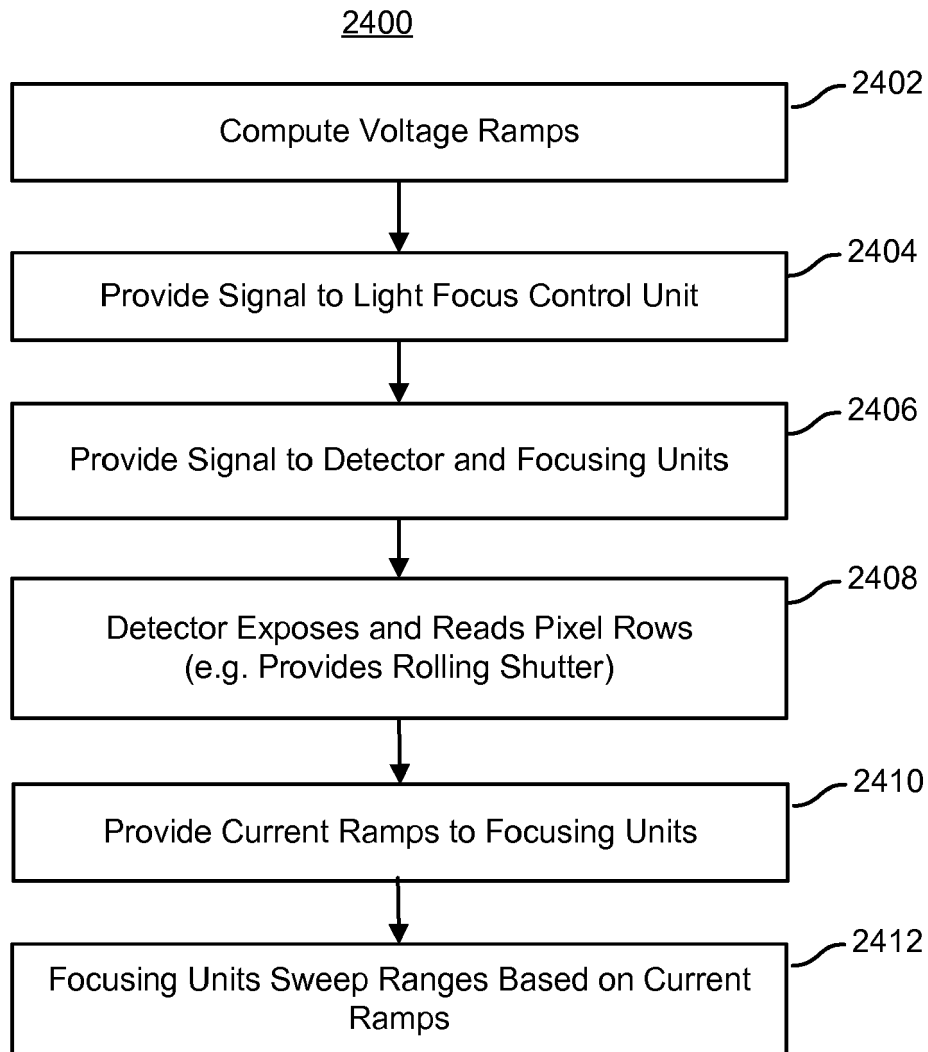 2400
2402
Compute Voltage Ramps
2404
Provide Signal to Light Focus Control Unit
2406
Provide Signal to Detector and Focusing Units
2408
Detector Exposes and Reads Pixel Rows
(e.g. Provides Rolling Shutter)
2410
Provide Current Ramps to Focusing Units
2412
Focusing Units Sweep Ranges Based on Current
Ramps